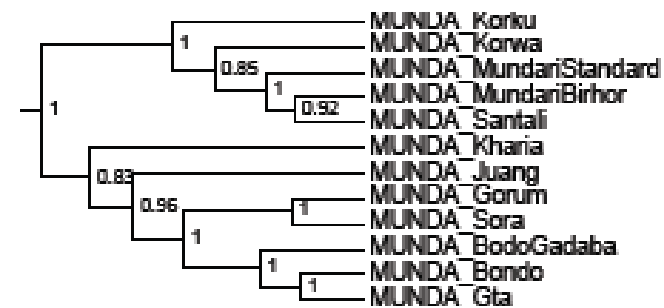 MUNDA_Korku
1
MUNDA_Korwa
0.85
MUNDA_MundariStandard
1
MUNDA_MundariBirhor
1
0.92
MUNDA_Santali
MUNDA_Kharia
0.83
MUNDA_Juang
0.96
MUNDA_Gorum
1
MUNDA_Sora
1
MUNDA_BodoGadaba
1
MUNDA_Bondo
1
MUNDA_Gta